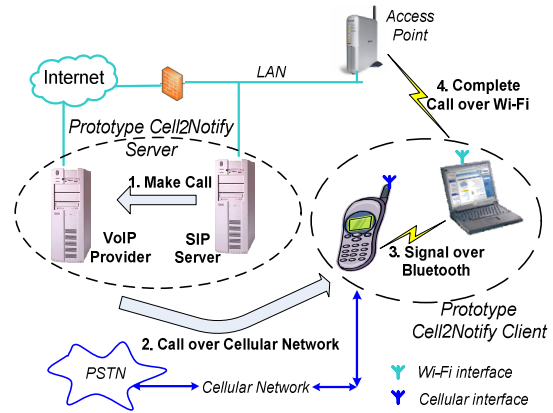 Access
Point
Internet
LAN
4. Complete
Call over Wi-Fi
Prototype Cell2Notify
Server
1. Make Call
VoIP
Provider
SIP
Server
3. Signal over
Bluetooth
2. Call over Cellular Network
Prototype
Cell2Notify Client
PSTN
Cellular Network
Wi-Fi interface
Cellular interface